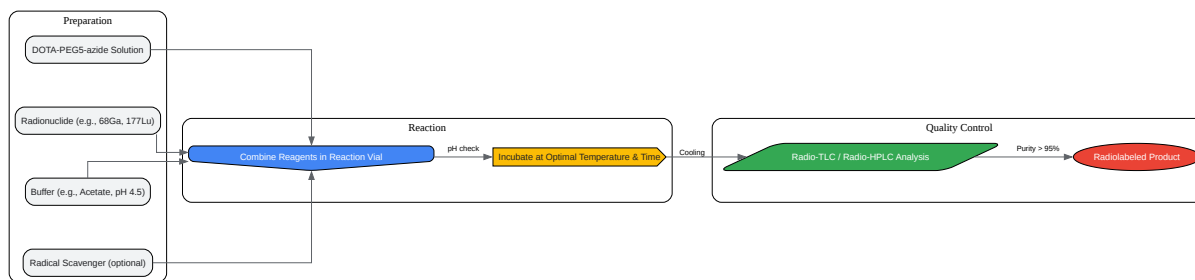 Preparation
DOTA-PEG5-azide Solution
Radionuclide (e.g., 68Ga, 177Lu)
Buffer (e.g., Acetate, pH 4.5)
Radical Scavenger (optional)
Reaction
Combine Reagents in Reaction Vial
pH check
Incubate at Optimal Temperature & Time
Cooling
Quality Control
Radio-TLC / Radio-HPLC Analysis
Purity > 95%
Radiolabeled Product